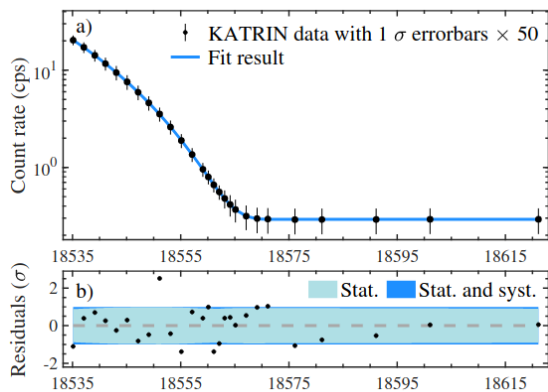 a)
KATRIN data with 1 σ errorbars × 50
Fit result
Count rate (cps)
10¹
10⁰
18535 18555 18575 18595 18615
b)
Stat.
Stat. and syst.
Residuals (σ)
2
0
-2
18535 18555 18575 18595 18615